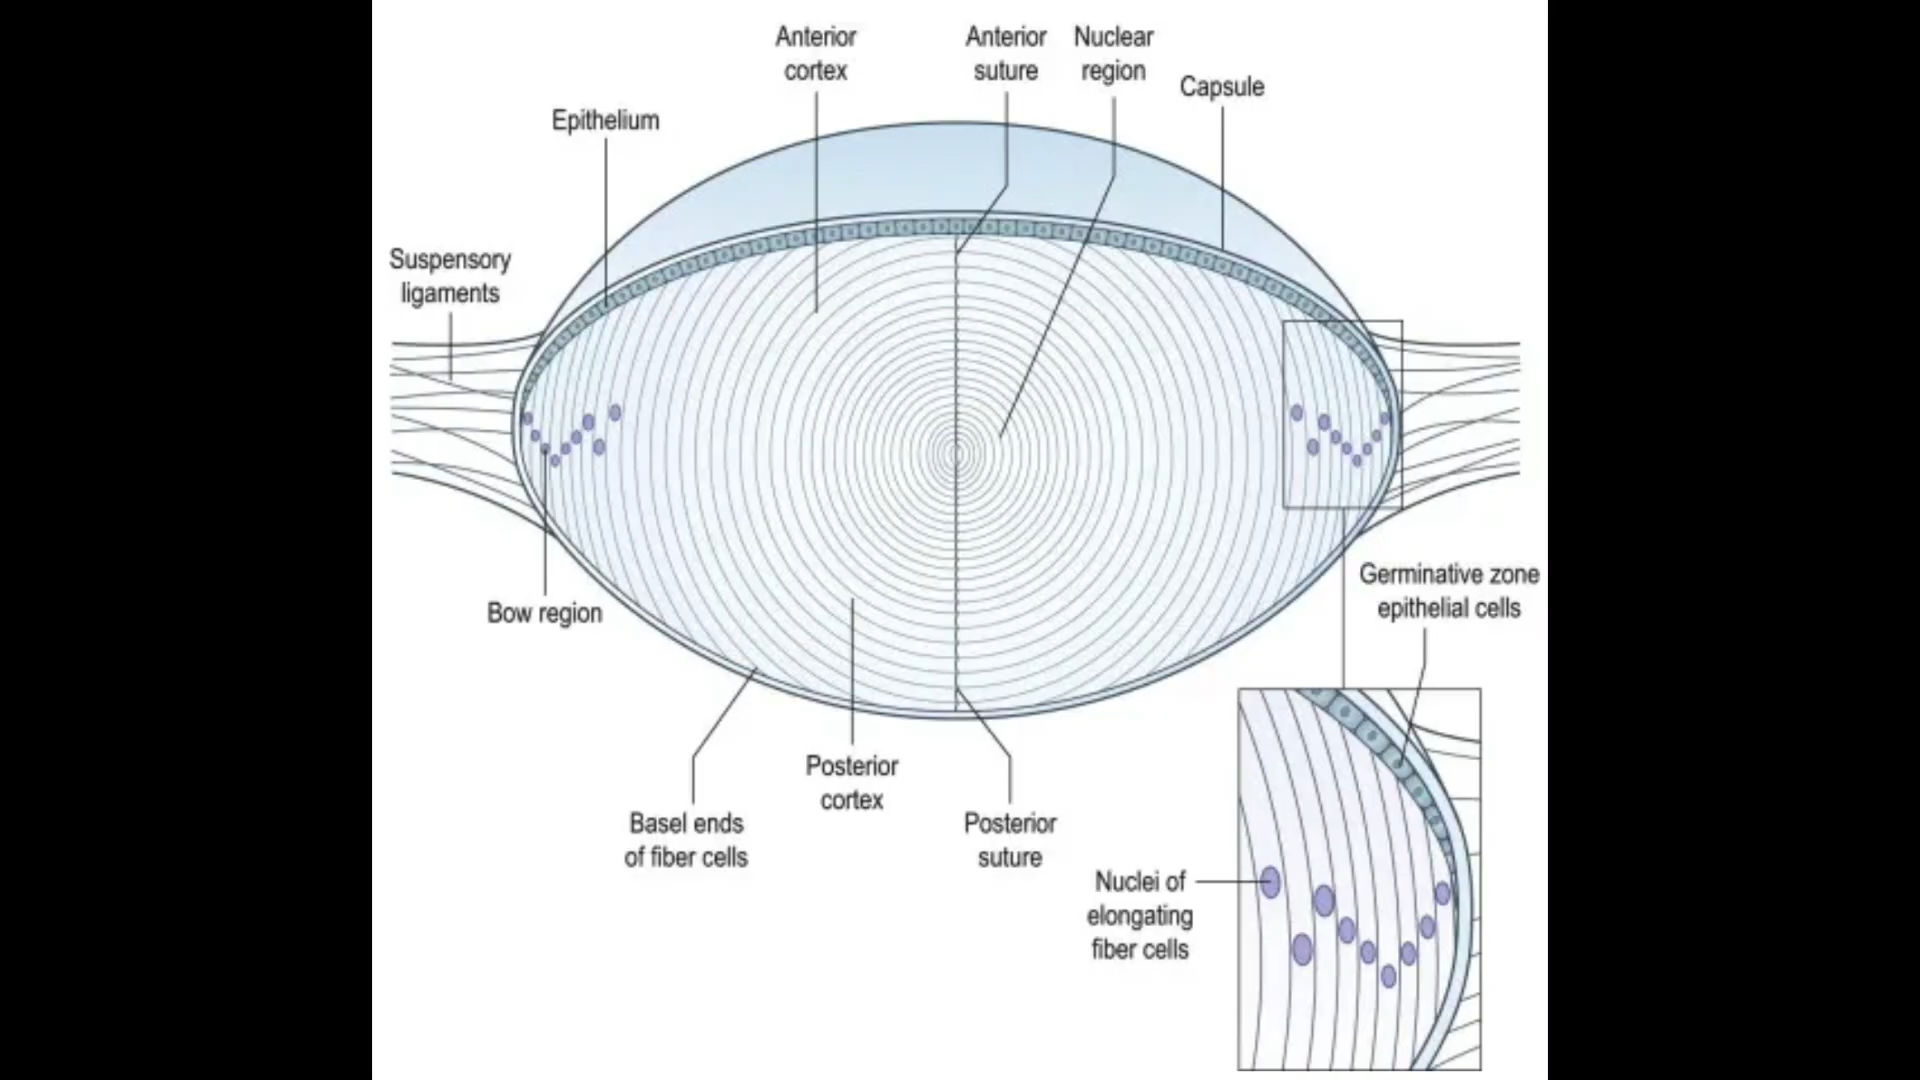 Anterior
cortex
Anterior
suture
Nuclear
region
Capsule
Epithelium
Suspensory
ligaments
Bow region
Germinative zone
epithelial cells
Posterior
cortex
Basel ends
of fiber cells
Posterior
suture
Nuclei of
elongating
fiber cells